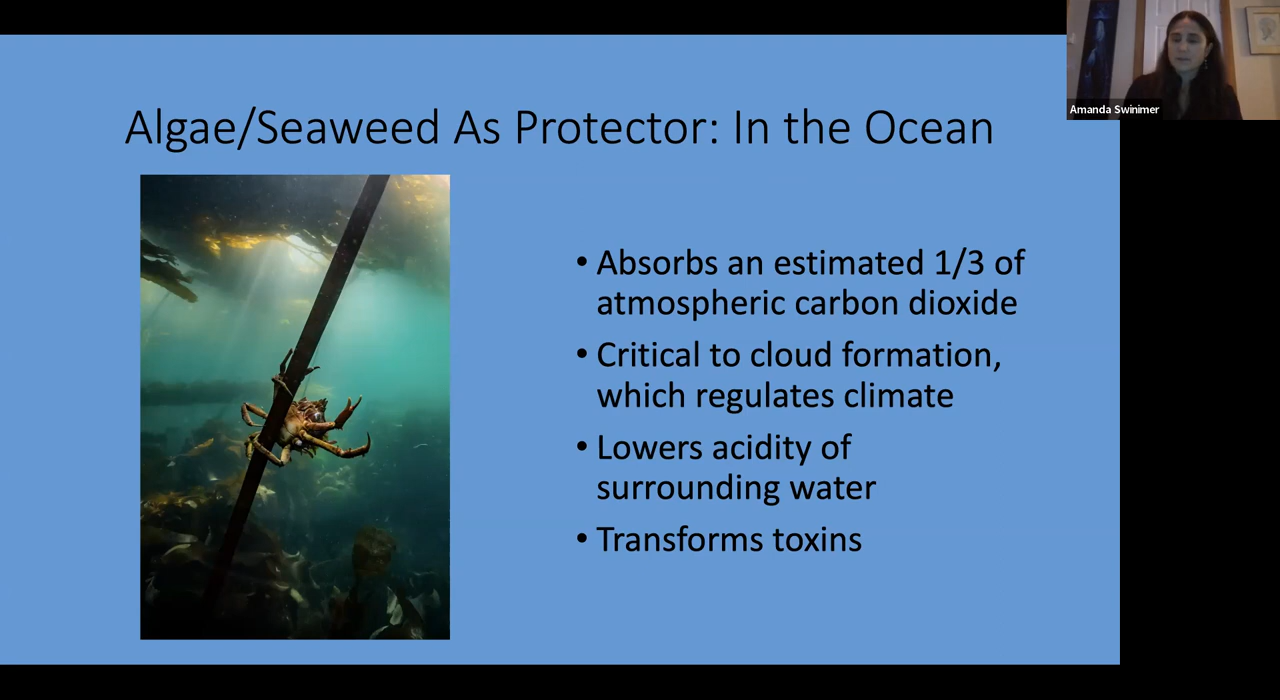 Amanda Swinimer
Algae/Seaweed As Protector: In the Ocean
• Absorbs an estimated 1/3 of
atmospheric carbon dioxide
• Critical to cloud formation,
which regulates climate
• Lowers acidity of
surrounding water
• Transforms toxins